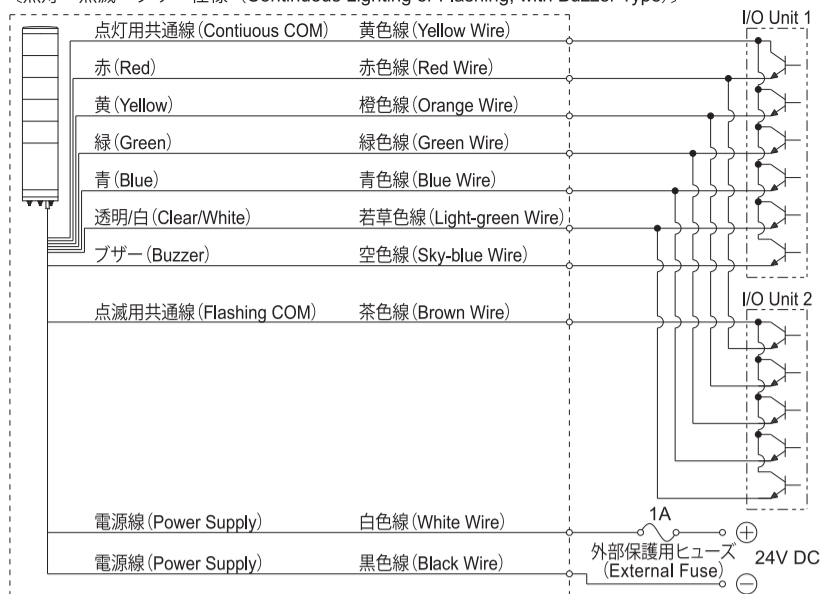 点灯用共通線(Contiuous COM) 黄色線(Yellow Wire) I/O Unit 1
赤(Red) 赤色線(Red Wire)
黄(Yellow) 橙色線(Orange Wire)
緑(Green) 緑色線(Green Wire)
青(Blue) 青色線(Blue Wire)
透明/白(Clear/White) 若草色線(Light-green Wire)
ブザー(Buzzer) 空色線(Sky-blue Wire)
I/O Unit 2
点滅用共通線(Flashing COM) 茶色線(Brown Wire)
電源線(Power Supply) 白色線(White Wire) 1A
外部保護用ヒューズ
(External Fuse)
24V DC
電源線(Power Supply) 黒色線(Black Wire)